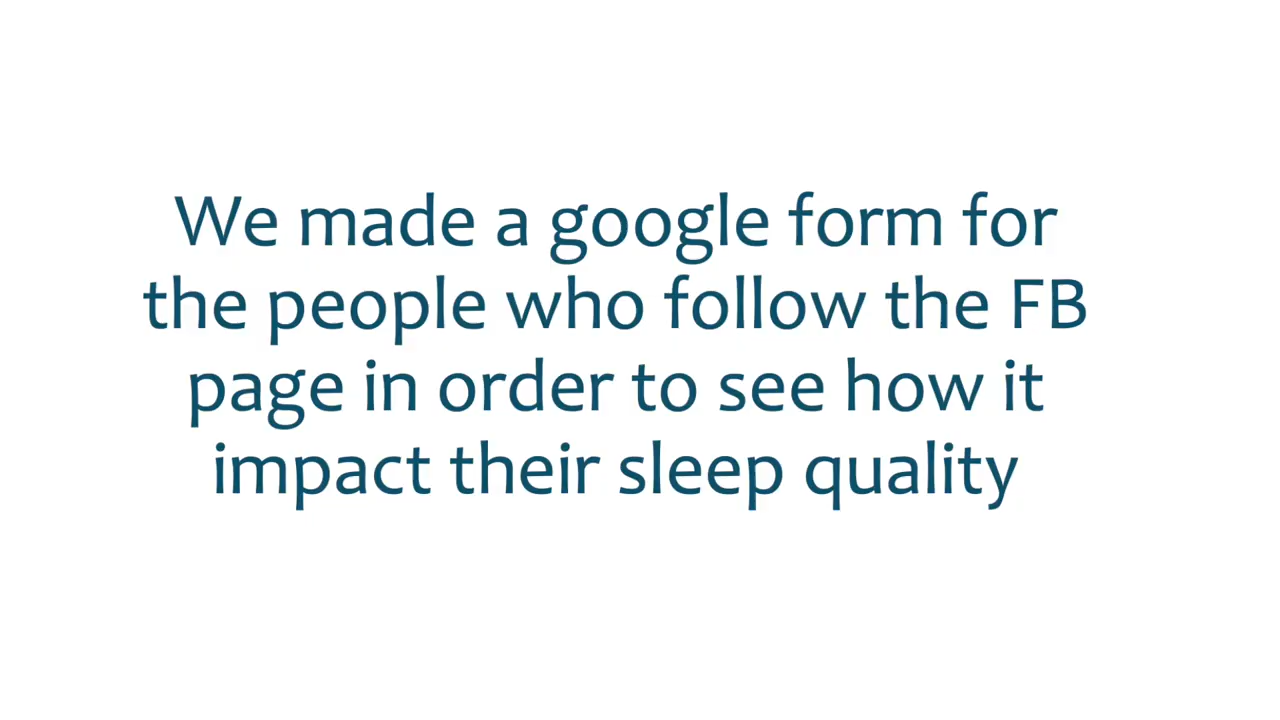 We made a google form for
the people who follow the FB
page in order to see how it
impact their sleep quality